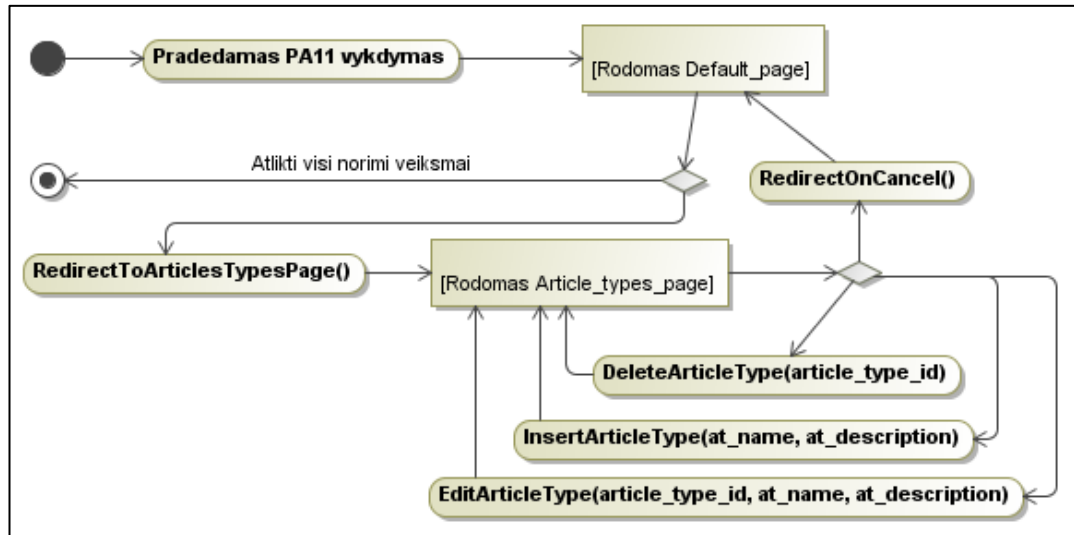 Pradedamas PA11 vykdymas
[Rodomas Default_page]
Atlikti visi norimi veiksmai
RedirectOnCancel()
RedirectToArticlesTypesPage()
[Rodomas Article_types_page]
DeleteArticleType(article_type_id)
InsertArticleType(at_name, at_description)
EditArticleType(article_type_id, at_name, at_description)